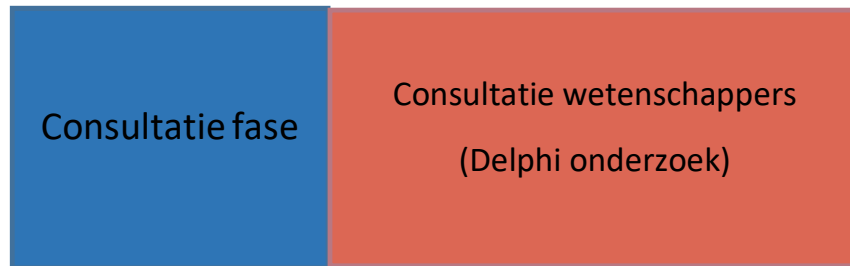 Consultatie fase
Consultatie wetenschappers
(Delphi onderzoek)